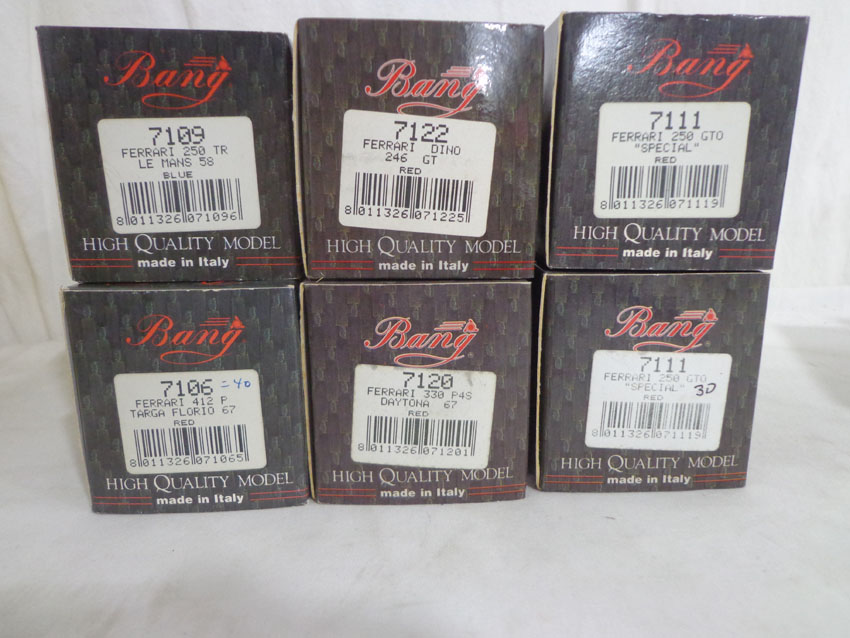 Bang
7109
FERRARI 250 TR
LE MANS 58
BLUE
8 011326 071096
HIGH QUALITY MODEL
made in Italy
Bang
7122
FERRARI DINO
246 GT
RED
8 011326 071225
HIGH QUALITY MODEL
made in Italy
Bang
7111
FERRARI 250 GTO
"SPECIAL"
RED
8 011326 071119
HIGH QUALITY MODEL
made in Italy
Bang
7106 -40
FERRARI 412 P
TARGA FLORIO 67
RED
8 011326 071065
HIGH QUALITY MODEL
made in Italy
Bang®
7120
FERRARI 330 P4S
DAYTONA 67
RED
8 011326 071201
HIGH QUALITY MODEL
made in Italy
Bang®
7111
FERRARI 250 GTO
"SPECIAL" 30
RED
8 011326 071119
HIGH QUALITY MODEL
made in Italy